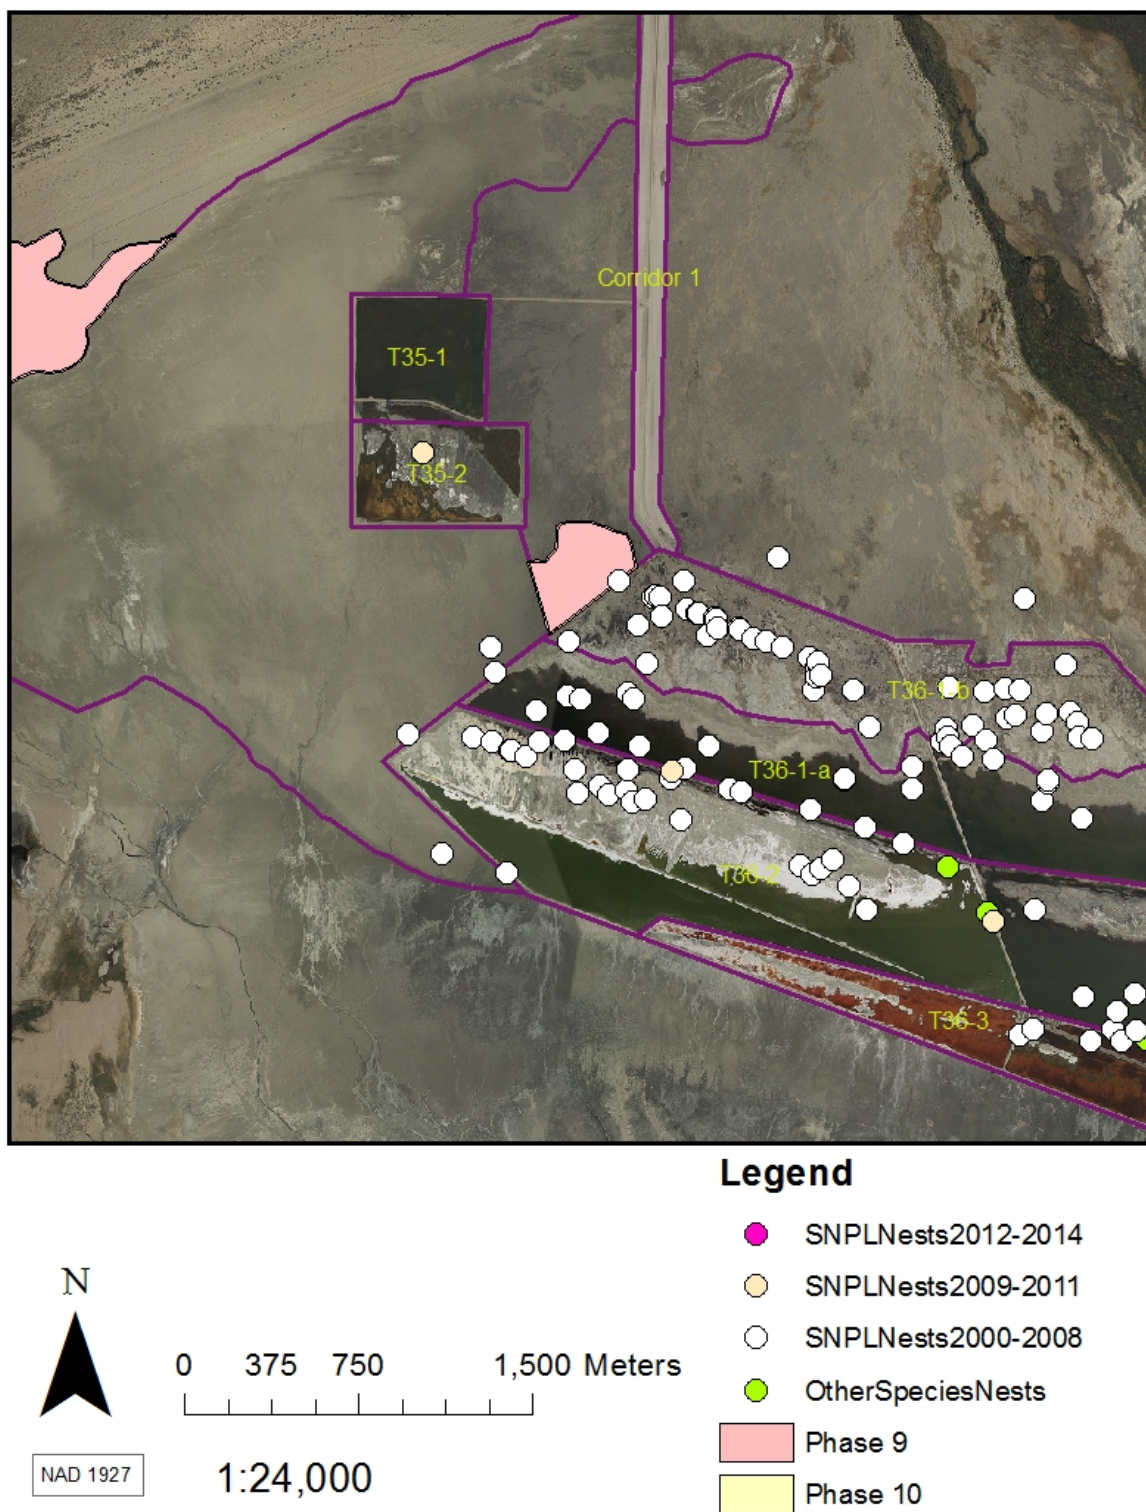 Corridor 1
T35-1
T35-2
T36-1-b
T36-1-a
T36-2
T36-3
Legend
SNPLNests2012-2014
N
SNPLNests2009-2011
0 375 750 1,500 Meters
SNPLNests2000-2008
OtherSpeciesNests
Phase 9
NAD 1927
1:24,000
Phase 10